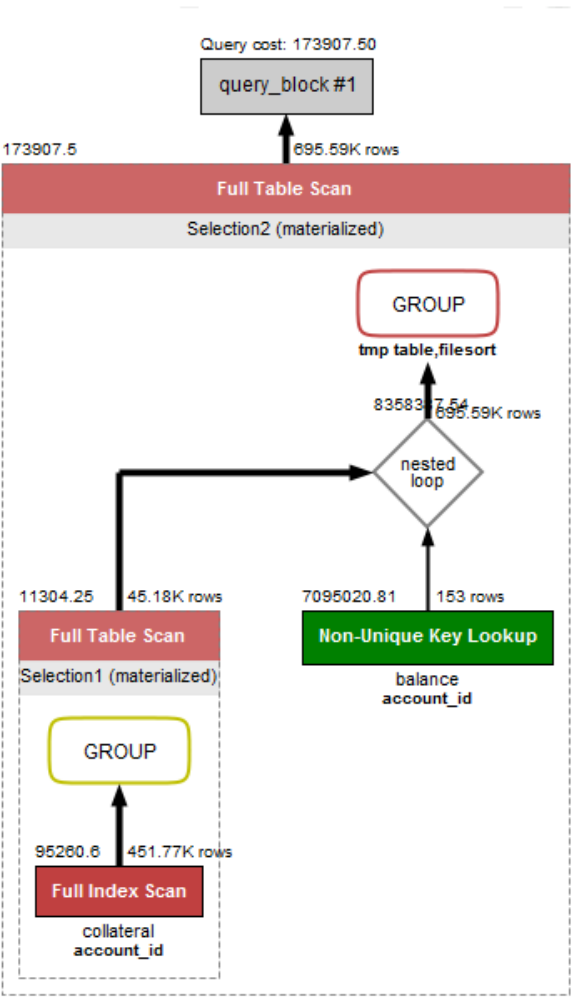 Query cost: 173907.50
query_block #1
173907.5 695.59K rows
Full Table Scan
Selection2 (materialized)
GROUP
tmp table,filesort
695.59K rows
nested
loop
11304.25 45.18K rows
7095020.81 153 rows
Full Table Scan
Non-Unique Key Lookup
Selection1 (materialized)
balance
account_id
GROUP
95260.6 451.77K rows
Full Index Scan
collateral
account_id